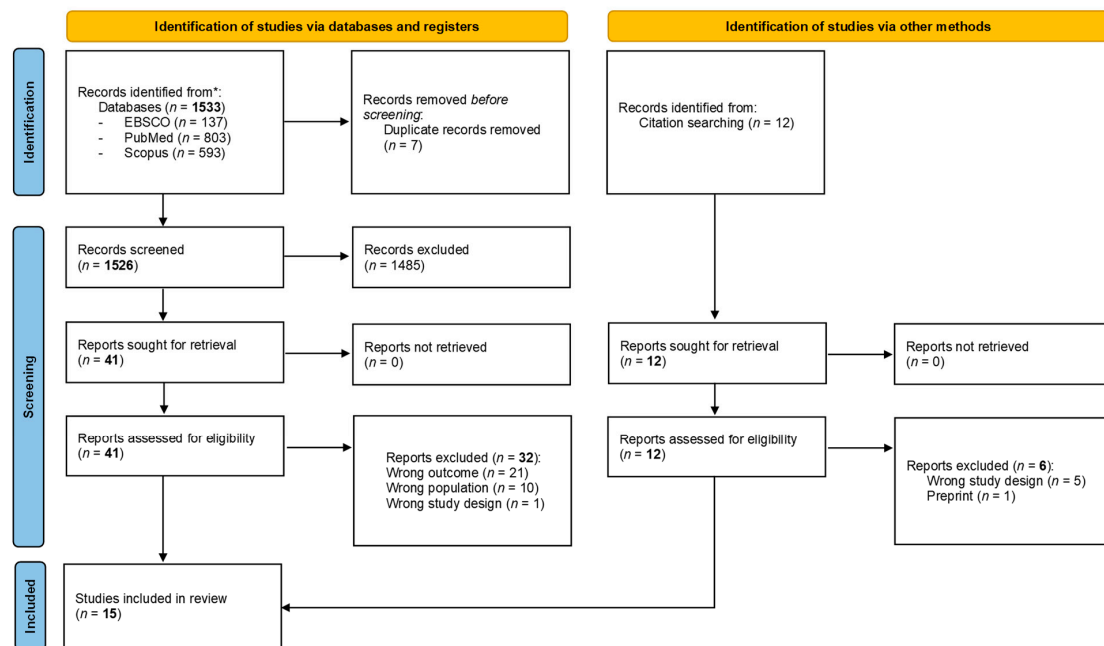 Identification of studies via databases and registers
Identification of studies via other methods
Identification
Records identified from*:
Databases (n = 1533)
- EBSCO (n = 137)
- PubMed (n = 803)
- Scopus (n = 593)
Records removed before
screening:
Duplicate records removed
(n = 7)
Records identified from:
Citation searching (n = 12)
Screening
Records screened
(n = 1526)
Records excluded
(n = 1485)
Reports sought for retrieval
(n = 41)
Reports not retrieved
(n = 0)
Reports sought for retrieval
(n = 12)
Reports not retrieved
(n = 0)
Reports assessed for eligibility
(n = 41)
Reports excluded (n = 32):
Wrong outcome (n = 21)
Wrong population (n = 10)
Wrong study design (n = 1)
Reports assessed for eligibility
(n = 12)
Reports excluded (n = 6):
Wrong study design (n = 5)
Preprint (n = 1)
Included
Studies included in review
(n = 15)